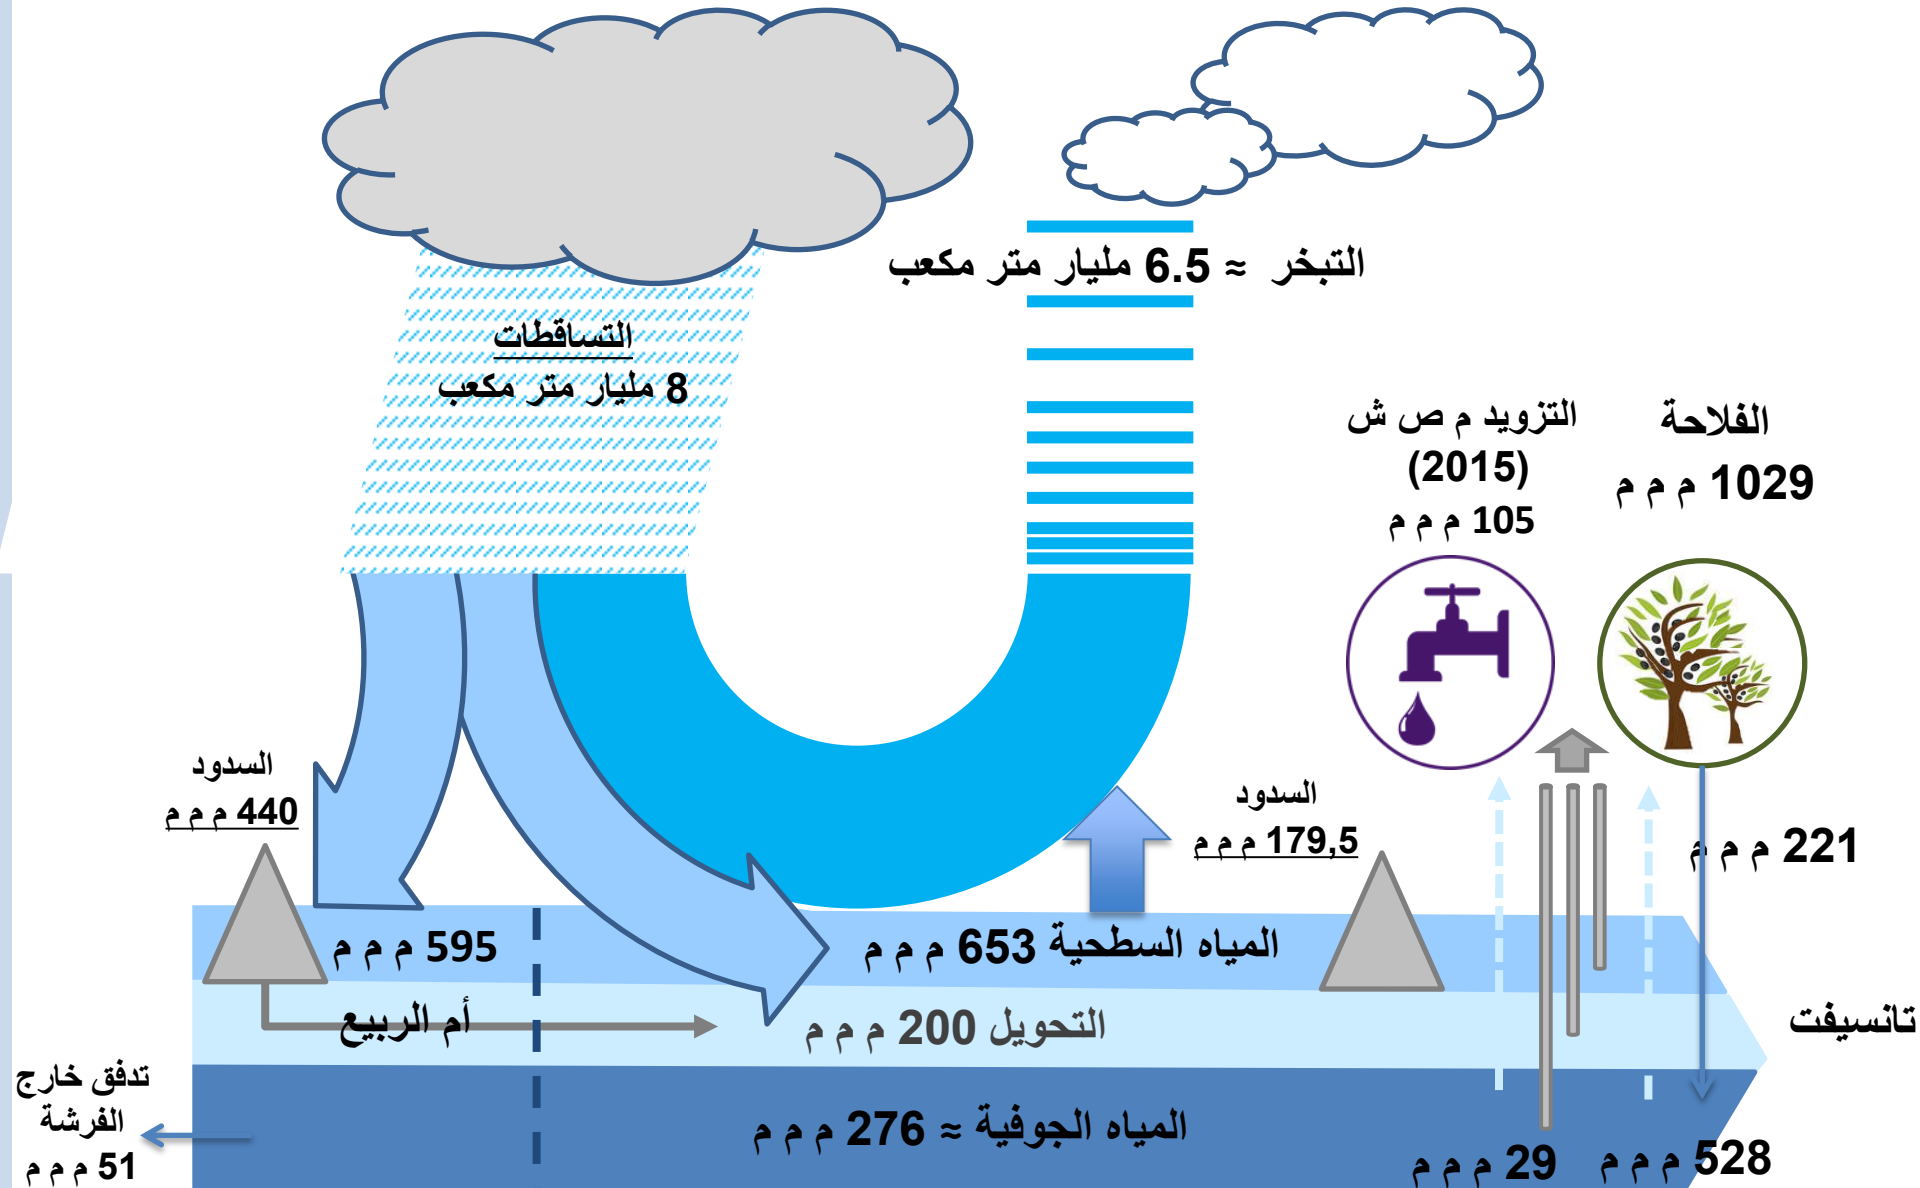 التبخر ≈ 6.5 مليار متر مكعب
التساقطات
8 مليار متر مكعب
التزويد م ص ش
(2015)
105 م م م
الفلاحة
1029 م م م
السدود
440 م م م
السدود
179,5 م م م
221 م م م
595 م م م
المياه السطحية 653 م م م
أم الربيع
التحويل 200 م م م
تانسيفت
تدفق خارج
الفرشة
51 م م م
المياه الجوفية ≈ 276 م م م
29 م م م
528 م م م